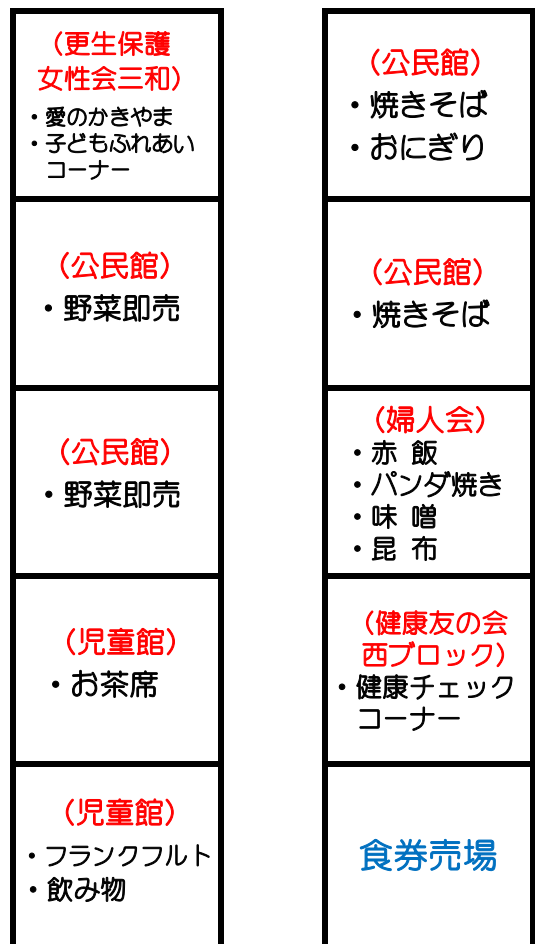 （更生保護
女性会三和）
・愛のかきやま
・子どもふれあい
コーナー
（公民館）
・野菜即売
（公民館）
・野菜即売
（児童館）
・お茶席
（児童館）
・フランクフルト
・飲み物
（公民館）
・焼きそば
・おにぎり
（公民館）
・焼きそば
（婦人会）
・赤 飯
・パンダ焼き
・味 噌
・昆 布
（健康友の会
西ブロック）
・健康チェック
コーナー
食券売場